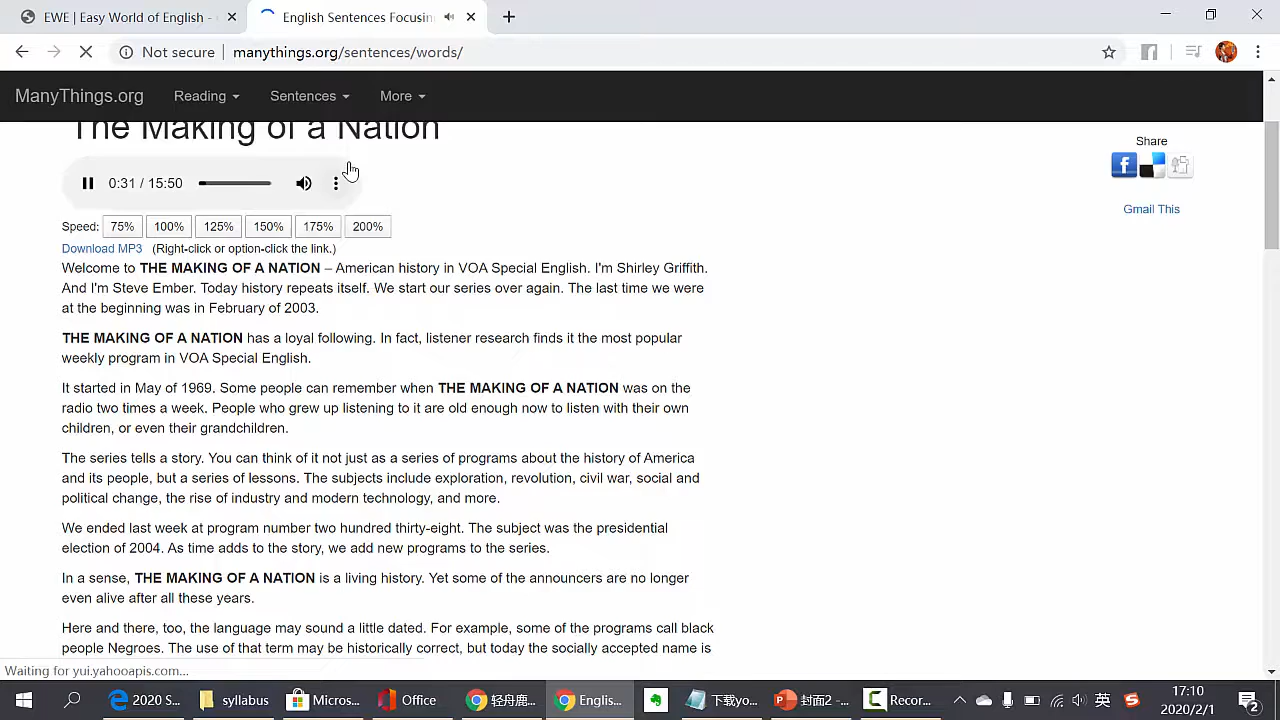 EWE | Easy World of English -
English Sentences Focusin
Not secure | manythings.org/sentences/words/
ManyThings.org Reading Sentences More
The Making of a Nation
Share
0:31 / 15:50
Gmail This
Speed: 75% 100% 125% 150% 175% 200%
Download MP3 (Right-click or option-click the link.)
Welcome to THE MAKING OF A NATION – American history in VOA Special English. I'm Shirley Griffith.
And I'm Steve Ember. Today history repeats itself. We start our series over again. The last time we were
at the beginning was in February of 2003.
THE MAKING OF A NATION has a loyal following. In fact, listener research finds it the most popular
weekly program in VOA Special English.
It started in May of 1969. Some people can remember when THE MAKING OF A NATION was on the
radio two times a week. People who grew up listening to it are old enough now to listen with their own
children, or even their grandchildren.
The series tells a story. You can think of it not just as a series of programs about the history of America
and its people, but a series of lessons. The subjects include exploration, revolution, civil war, social and
political change, the rise of industry and modern technology, and more.
We ended last week at program number two hundred thirty-eight. The subject was the presidential
election of 2004. As time adds to the story, we add new programs to the series.
In a sense, THE MAKING OF A NATION is a living history. Yet some of the announcers are no longer
even alive after all these years.
Here and there, too, the language may sound a little dated. For example, some of the programs call black
people Negroes. The use of that term may be historically correct, but today the socially accepted name is
Waiting for yui.yahooapis.com...
2020 S... syllabus Micros... Office 轻舟鹿... Englis... 下载yo... 封面2 -... Recor... 英 17:10
2020/2/1